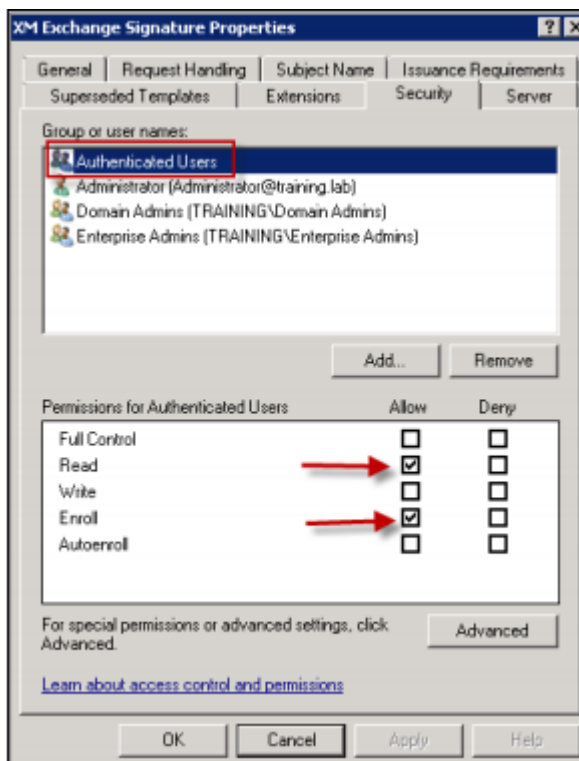 XM Exchange Signature Properties
? X
General Request Handling Subject Name Issuance Requirements
Superseded Templates Extensions Security Server
Group or user names:
Authenticated Users
Administrator (Administrator@training.lab)
Domain Admins (TRAINING\Domain Admins)
Enterprise Admins (TRAINING\Enterprise Admins)
Add... Remove
Permissions for Authenticated Users Allow Deny
Full Control
Read
Write
Enroll
Autoenroll
For special permissions or advanced settings, click
Advanced.
Advanced
Learn about access control and permissions
OK Cancel Apply Help